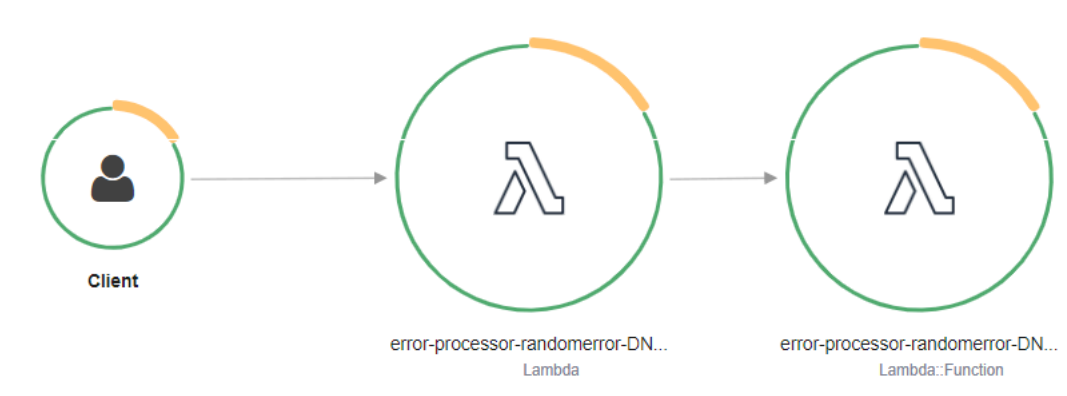 Client
error-processor-randomerror-DN...
Lambda
error-processor-randomerror-DN...
Lambda::Function